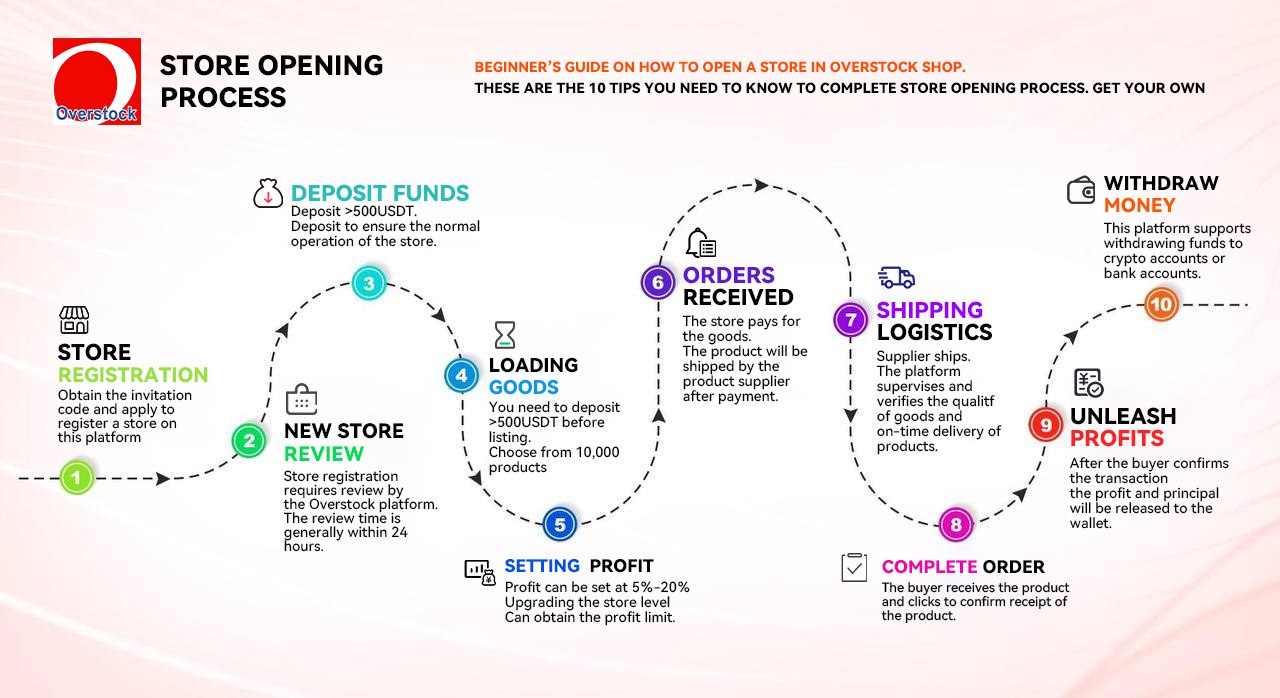 Overstock
STORE OPENING
PROCESS
BEGINNER'S GUIDE ON HOW TO OPEN A STORE IN OVERSTOCK SHOP.
THESE ARE THE 10 TIPS YOU NEED TO KNOW TO COMPLETE STORE OPENING PROCESS. GET YOUR OWN
1
STORE
REGISTRATION
Obtain the invitation
code and apply to
register a store on
this platform
2
NEW STORE
REVIEW
Store registration
requires review by
the Overstock platform.
The review time is
generally within 24
hours.
3
DEPOSIT FUNDS
Deposit >500USDT.
Deposit to ensure the normal
operation of the store.
4
LOADING
GOODS
You need to deposit
>500USDT before
listing.
Choose from 10,000
products
5
SETTING PROFIT
Profit can be set at 5%-20%
Upgrading the store level
Can obtain the profit limit.
6
ORDERS
RECEIVED
The store pays for
the goods.
The product will be
shipped by the
product supplier
after payment.
7
SHIPPING
LOGISTICS
Supplier ships.
The platform
supervises and
verifies the qualitf
of goods and
on-time delivery of
products.
8
COMPLETE ORDER
The buyer receives the product
and clicks to confirm receipt of
the product.
9
UNLEASH
PROFITS
After the buyer confirms
the transaction
the profit and principal
will be released to the
wallet.
10
WITHDRAW
MONEY
This platform supports
withdrawing funds to
crypto accounts or
bank accounts.